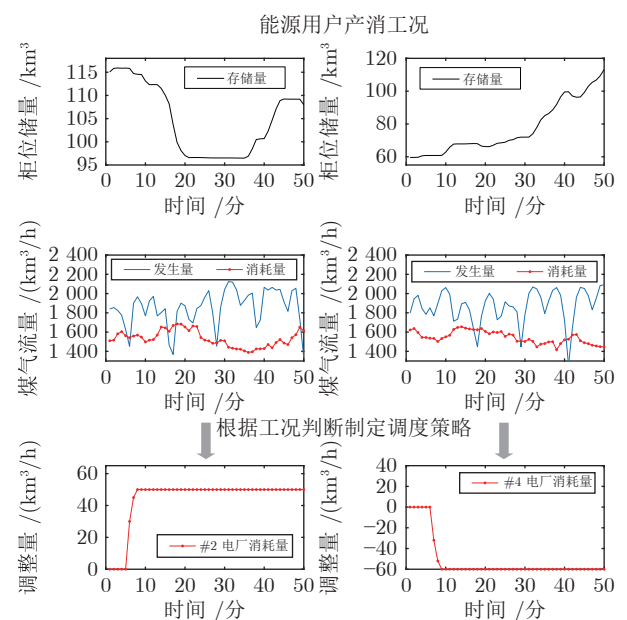 能源用户产消工况
柜位储量 /km³
115
110
105
100
95
存储量
0 10 20 30 40 50
时间 /分
柜位储量 /km³
120
100
80
60
存储量
0 10 20 30 40 50
时间 /分
煤气流量 /(km³/h)
2 400
2 200
2 000
1 800
1 600
1 400
发生量 消耗量
0 10 20 30 40 50
时间 /分
煤气流量 /(km³/h)
2 400
2 200
2 000
1 800
1 600
1 400
发生量 消耗量
0 10 20 30 40 50
时间 /分
根据工况判断制定调度策略
调整量 /(km³/h)
60
40
20
0
#2 电厂消耗量
0 10 20 30 40 50
时间 /分
调整量 /(km³/h)
40
20
0
−20
−40
−60
#4 电厂消耗量
0 10 20 30 40 50
时间 /分